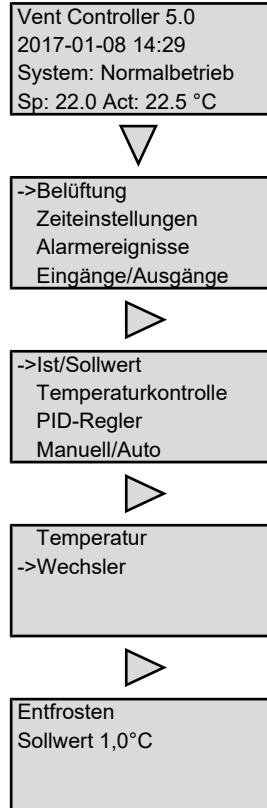 Vent Controller 5.0
2017-01-08 14:29
System: Normalbetrieb
Sp: 22.0 Act: 22.5 °C
->Belüftung
Zeiteinstellungen
Alarmereignisse
Eingänge/Ausgänge
->Ist/Sollwert
Temperaturkontrolle
PID-Regler
Manuell/Auto
Temperatur
->Wechsler
Entfrosten
Sollwert 1,0°C